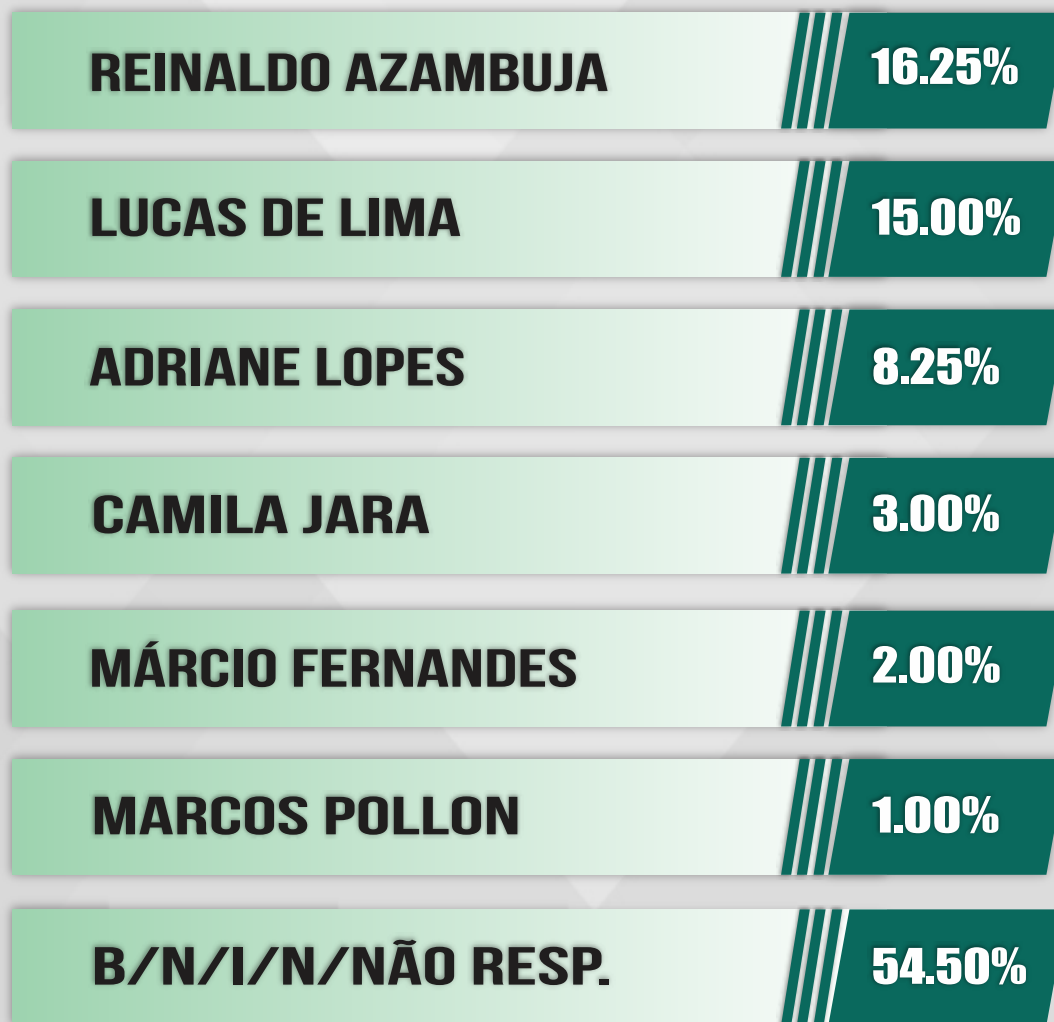 REINALDO AZAMBUJA 16.25%
LUCAS DE LIMA 15.00%
ADRIANE LOPES 8.25%
CAMILA JARA 3.00%
MÁRCIO FERNANDES 2.00%
MARCOS POLLON 1.00%
B/N/I/N/NÃO RESP. 54.50%